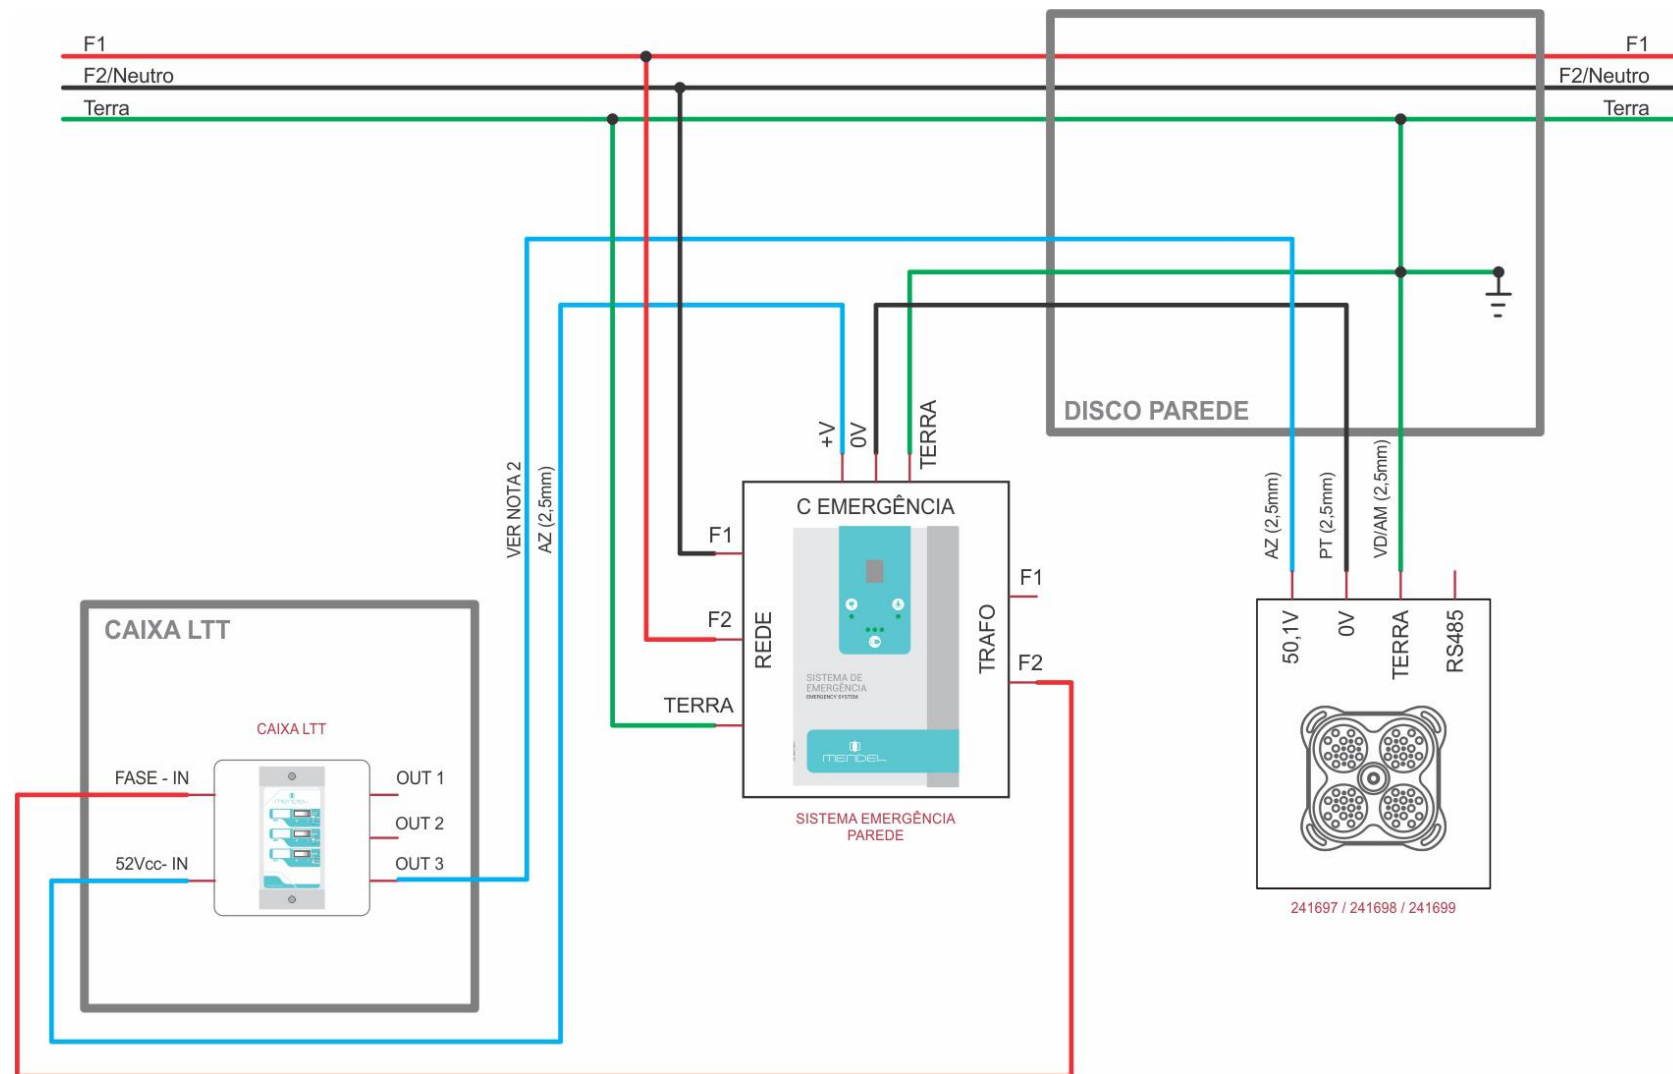 F1
F1
F2/Neutro
F2/Neutro
Terra
Terra
DISCO PAREDE
+V
0V
TERRA
VER NOTA 2
AZ (2,5mm)
AZ (2,5mm)
PT (2,5mm)
VD/AM (2,5mm)
C EMERGÊNCIA
F1
F2
TERRA
REDE
F1
F2
TRAFO
SISTEMA DE
EMERGÊNCIA
EMERGENCY SYSTEM
MENDEL
SISTEMA EMERGÊNCIA
PAREDE
50,1V
0V
TERRA
RS485
241697 / 241698 / 241699
CAIXA LTT
CAIXA LTT
FASE - IN
OUT 1
OUT 2
52Vcc- IN
OUT 3
MENDEL